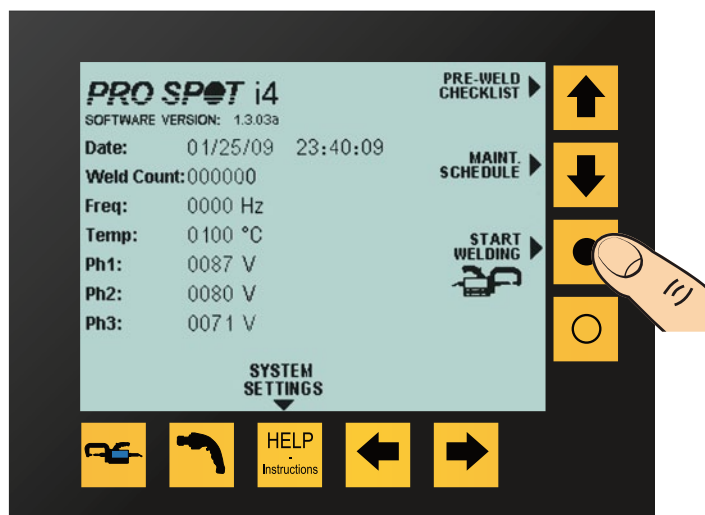 PRO SPOT i4
SOFTWARE VERSION: 1.3.03a
Date: 01/25/09 23:40:09
Weld Count: 000000
Freq: 0000 Hz
Temp: 0100 °C
Ph1: 0087 V
Ph2: 0080 V
Ph3: 0071 V
PRE-WELD
CHECKLIST
MAINT.
SCHEDULE
START
WELDING
SYSTEM
SETTINGS
HELP
-
Instructions